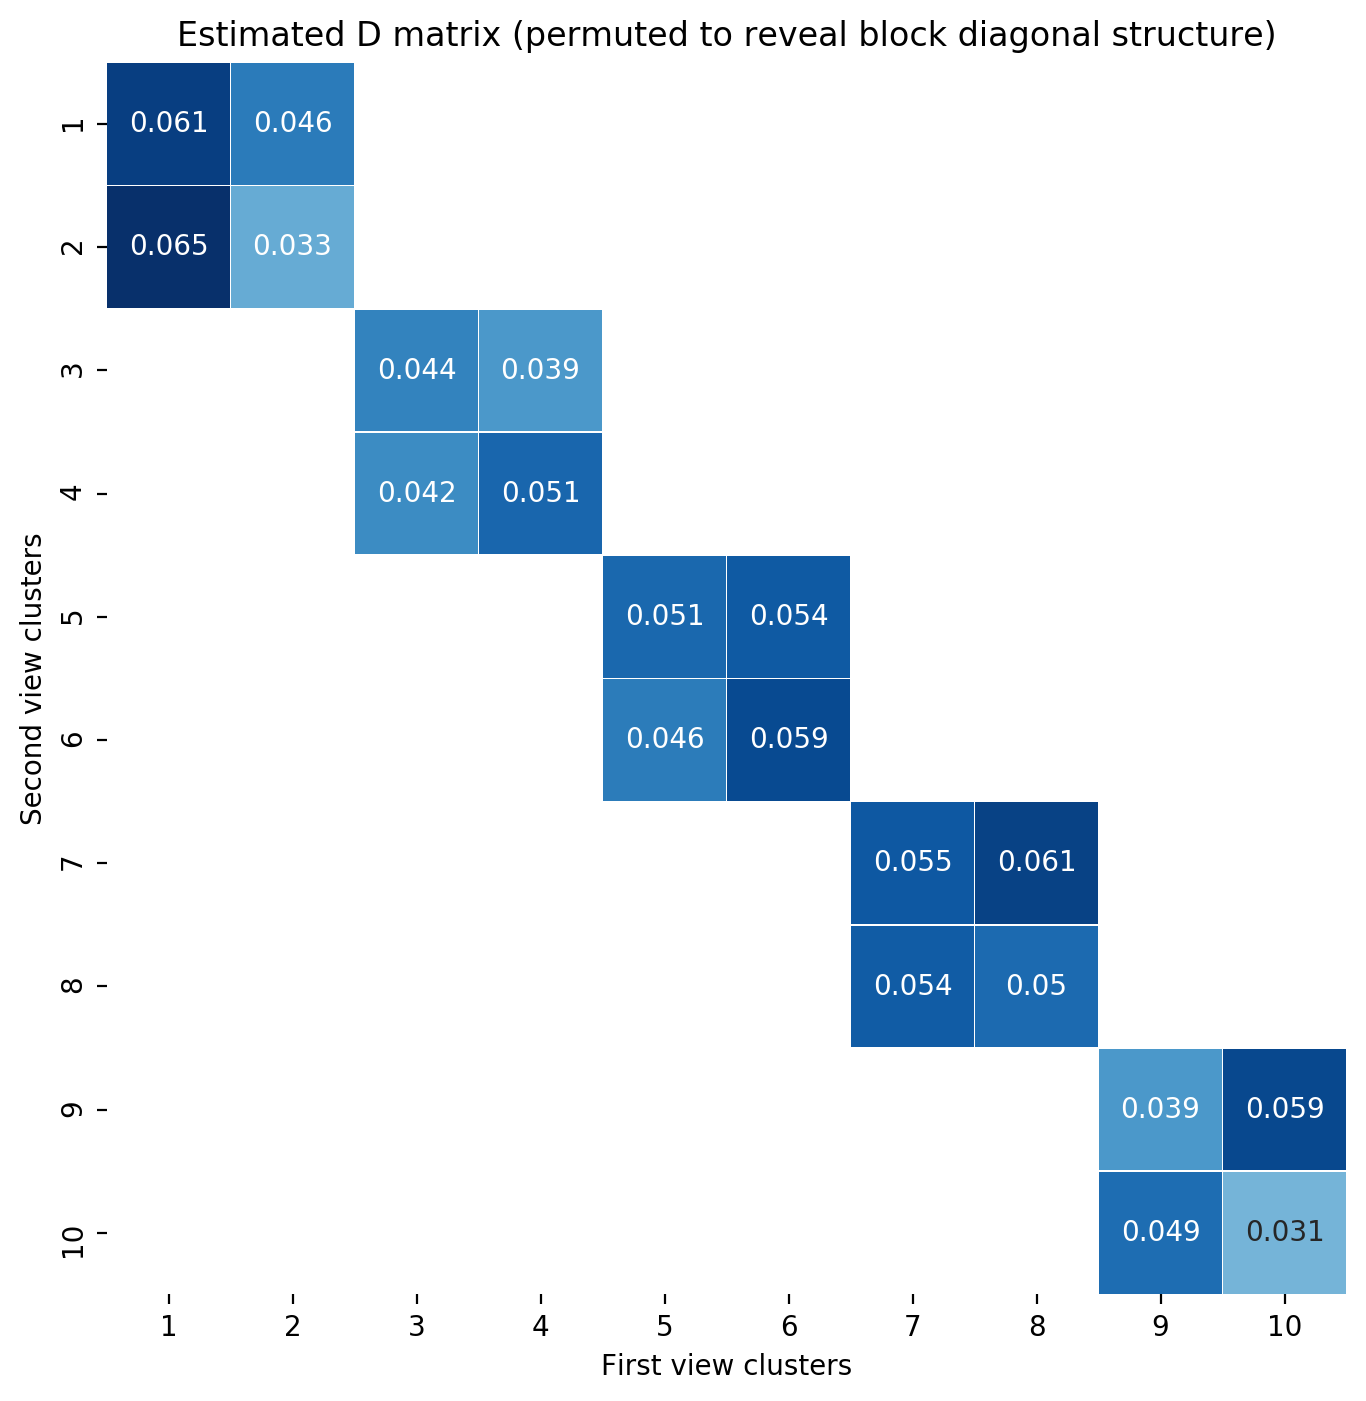 Estimated D matrix (permuted to reveal block diagonal structure)
1 0.061 0.046
2 0.065 0.033
3 0.044 0.039
4 0.042 0.051
5 0.051 0.054
6 0.046 0.059
7 0.055 0.061
8 0.054 0.05
9 0.039 0.059
10 0.049 0.031
Second view clusters
1 2 3 4 5 6 7 8 9 10
First view clusters